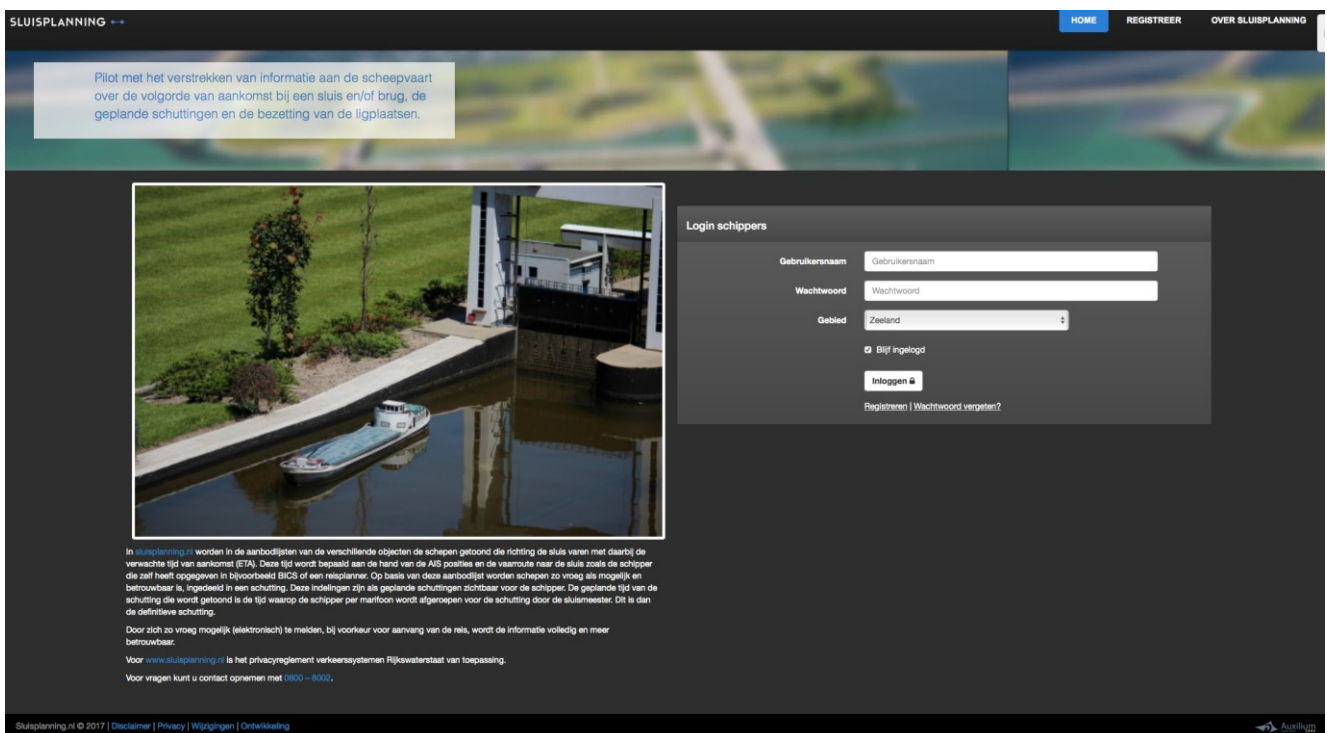 SLUISPLANNING
HOME REGISTREER OVER SLUISPLANNING
Pilot met het verstrekken van informatie aan de scheepvaart
over de volgorde van aankomst bij een sluis en/of brug, de
geplande schuttingen en de bezetting van de ligplaatsen.
Login schippers
Gebruikersnaam Gebruikersnaam
Wachtwoord Wachtwoord
Gebied Zeeland
Blijf ingelogd
Inloggen
Registreren | Wachtwoord vergeten?
In sluisplanning.nl worden in de aanbodlijsten van de verschillende objecten de schepen getoond die richting de sluis varen met daarbij de
verwachte tijd van aankomst (ETA). Deze tijd wordt bepaald aan de hand van de AIS posities en de vaarroute naar de sluis zoals de schipper
die zelf heeft opgegeven in bijvoorbeeld BICS of een reisplanner. Op basis van deze aanbodlijst worden schepen zo vroeg als mogelijk en
betrouwbaar is, ingedeeld in een schutting. Deze indelingen zijn als geplande schuttingen zichtbaar voor de schipper. De geplande tijd van de
schutting die wordt getoond is de tijd waarop de schipper per marifoon wordt afgeroepen voor de schutting door de sluismeester. Dit is dan
de definitieve schutting.
Door zich zo vroeg mogelijk (elektronisch) te melden, bij voorkeur voor aanvang van de reis, wordt de informatie volledig en meer
betrouwbaar.
Voor www.sluisplanning.nl is het privacyreglement verkeerssystemen Rijkswaterstaat van toepassing.
Voor vragen kunt u contact opnemen met 0800 – 8002.
Sluisplanning.nl © 2017 | Disclaimer | Privacy | Wijzigingen | Ontwikkeling
Auxilium